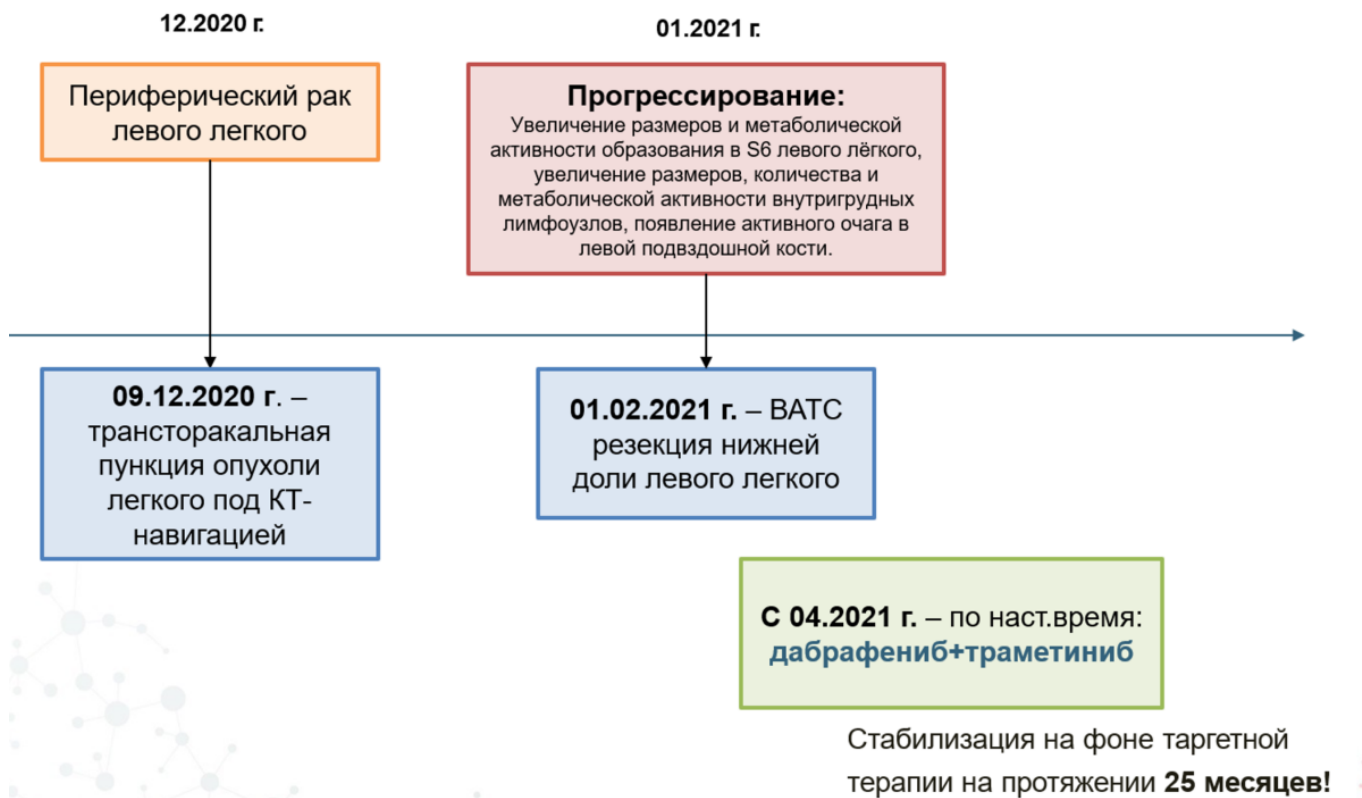 12.2020 г.
01.2021 г.
Периферический рак
левого легкого
Прогрессирование:
Увеличение размеров и метаболической
активности образования в S6 левого лёгкого,
увеличение размеров, количества и
метаболической активности внутригрудных
лимфоузлов, появление активного очага в
левой подвздошной кости.
09.12.2020 г. –
трансторакальная
пункция опухоли
легкого под КТ-
навигацией
01.02.2021 г. – ВАТС
резекция нижней
доли левого легкого
С 04.2021 г. – по наст.время:
дабрафениб+траметиниб
Стабилизация на фоне таргетной
терапии на протяжении 25 месяцев!